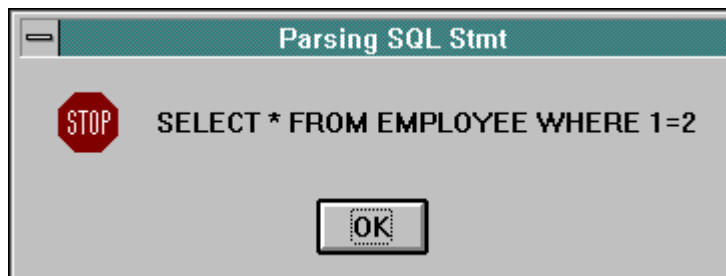 Parsing SQL Stmt
STOP
SELECT * FROM EMPLOYEE WHERE 1=2
OK